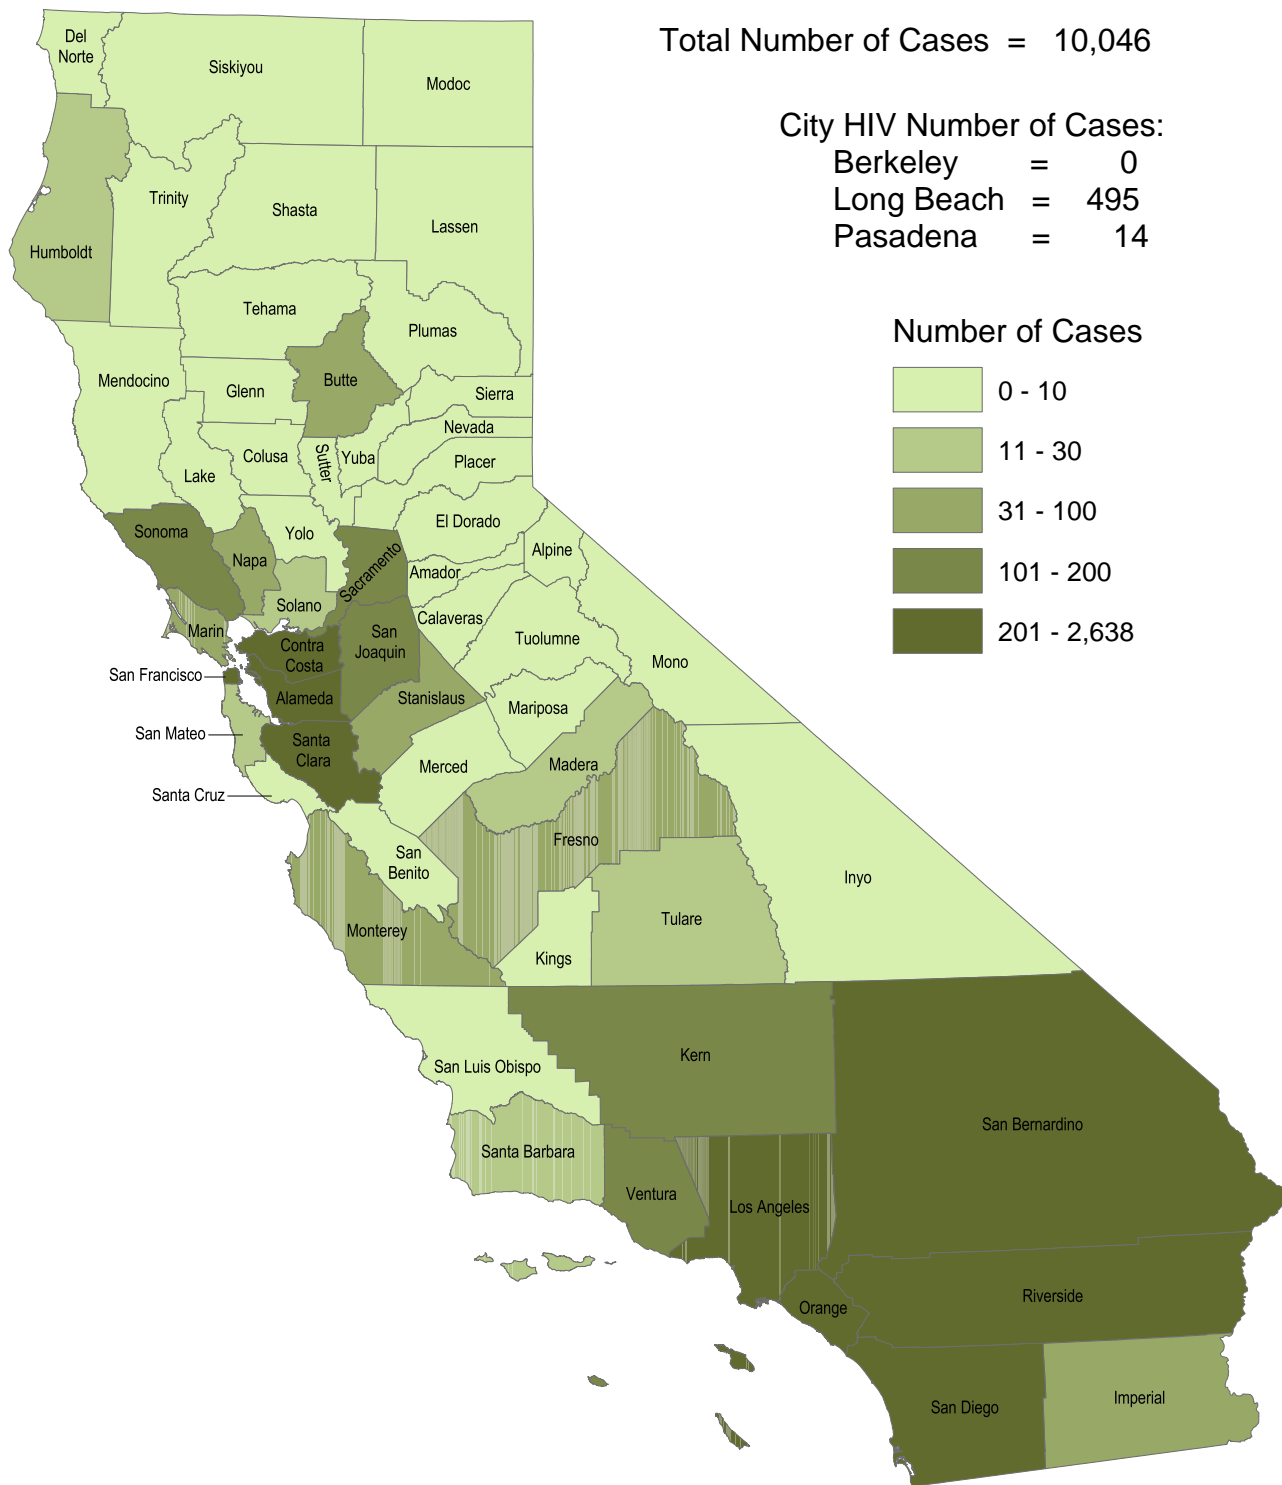 Total Number of Cases = 10,046
City HIV Number of Cases:
Berkeley = 0
Long Beach = 495
Pasadena = 14
Number of Cases
0 - 10
11 - 30
31 - 100
101 - 200
201 - 2,638
Del
Norte
Siskiyou
Modoc
Trinity
Shasta
Lassen
Humboldt
Tehama
Plumas
Mendocino
Glenn
Butte
Sierra
Nevada
Colusa
Sutter
Yuba
Placer
Lake
Sonoma
Yolo
El Dorado
Napa
Sacramento
Alpine
Amador
Solano
Calaveras
Marin
San
Joaquin
Tuolumne
Contra
Costa
Mono
San Francisco
Alameda
Stanislaus
Mariposa
San Mateo
Santa
Clara
Merced
Madera
Santa Cruz
Fresno
San
Benito
Inyo
Tulare
Monterey
Kings
San Luis Obispo
Kern
San Bernardino
Santa Barbara
Ventura
Los Angeles
Orange
Riverside
San Diego
Imperial